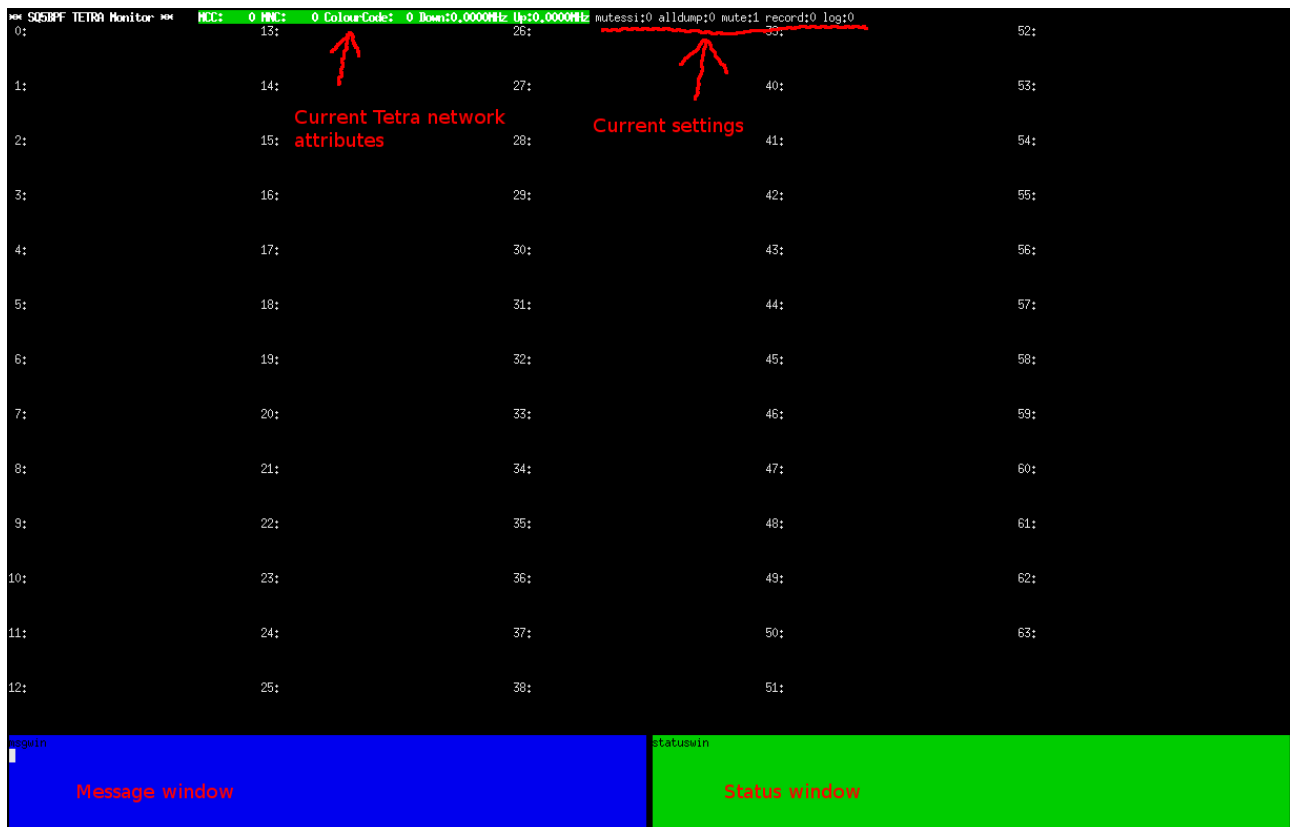 ** SQ5BPF TETRA Monitor ** MCC: 0 MNC: 0 ColourCode: 0 Down:0.0000MHz Up:0.0000MHz mutessi:0 alldump:0 mute:1 record:0 log:0
0: 13: 26: 39: 52:
1: 14: 27: 40: 53:
Current Tetra network
attributes
Current settings
2: 15: 28: 41: 54:
3: 16: 29: 42: 55:
4: 17: 30: 43: 56:
5: 18: 31: 44: 57:
6: 19: 32: 45: 58:
7: 20: 33: 46: 59:
8: 21: 34: 47: 60:
9: 22: 35: 48: 61:
10: 23: 36: 49: 62:
11: 24: 37: 50: 63:
12: 25: 38: 51:
msgwin
statuswin
Message window
Status window